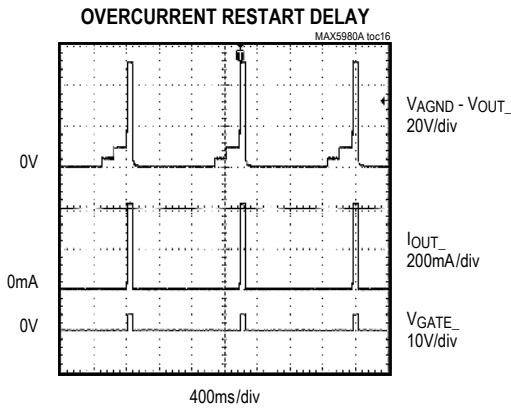 OVERCURRENT RESTART DELAY
MAX5980A toc16
VAGND - VOUT_
20V/div
0V
IOUT_
200mA/div
0mA
0V
VGATE_
10V/div
400ms/div